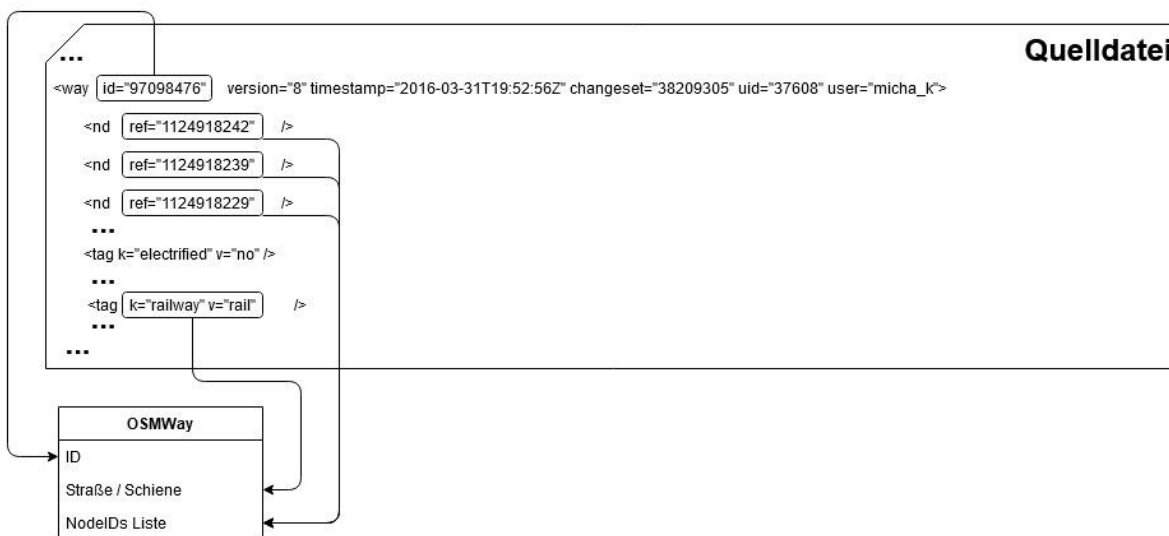 Quelldatei
...
<way id="97098476" version="8" timestamp="2016-03-31T19:52:56Z" changeset="38209305" uid="37608" user="micha_k">
<nd ref="1124918242" />
<nd ref="1124918239" />
<nd ref="1124918229" />
...
<tag k="electrified" v="no" />
...
<tag k="railway" v="rail" />
...
...
OSMWay
ID
Straße / Schiene
NodeIDs Liste